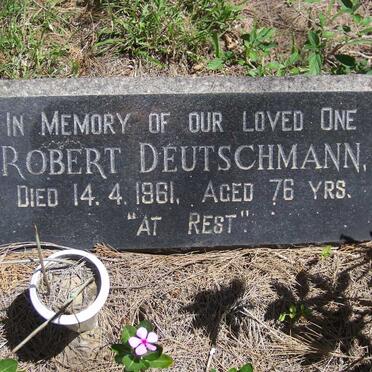 IN MEMORY OF OUR LOVED ONE
ROBERT DEUTSCHMANN,
DIED 14.4.1961, AGED 76 YRS.
"AT REST".